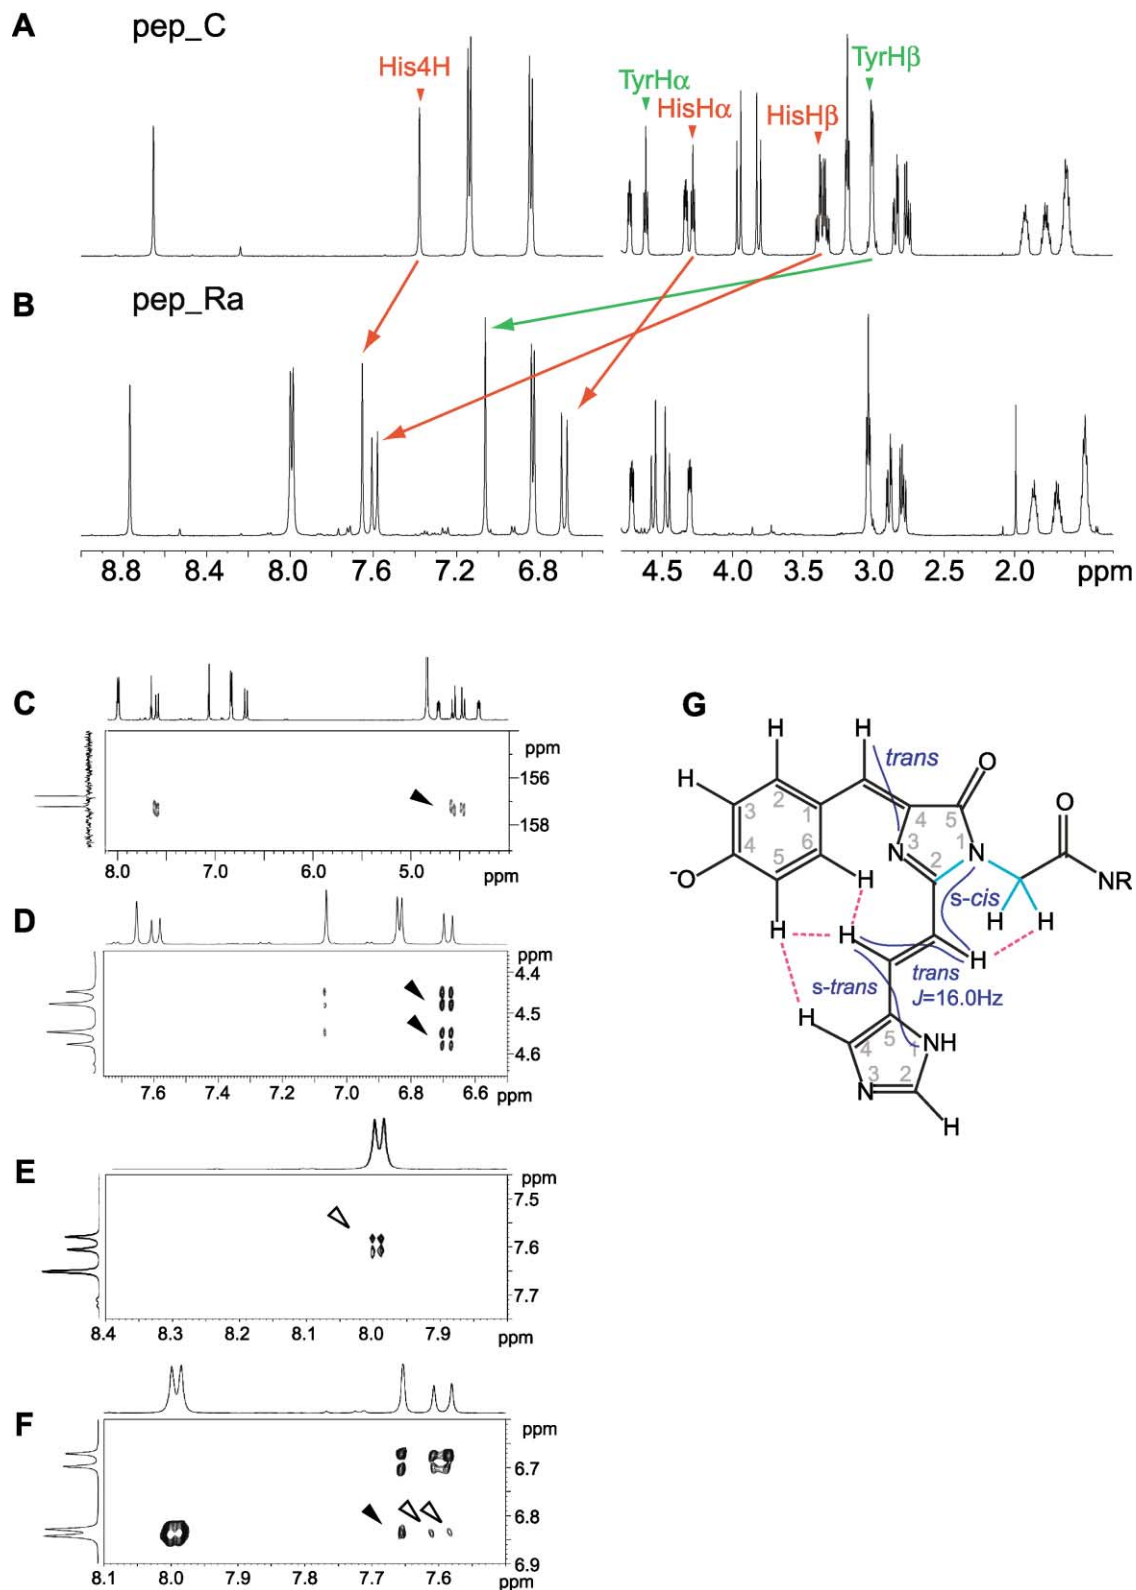 A pep_C
His4H
TyrHα
HisHα
HisHβ
TyrHβ
B pep_Ra
8.8 8.4 8.0 7.6 7.2 6.8 4.5 4.0 3.5 3.0 2.5 2.0 ppm
C
ppm
156
158
8.0 7.0 6.0 5.0 ppm
D
ppm
4.4
4.5
4.6
7.6 7.4 7.2 7.0 6.8 6.6 ppm
E
ppm
7.5
7.6
7.7
8.4 8.3 8.2 8.1 8.0 7.9 ppm
F
ppm
6.7
6.8
6.9
8.1 8.0 7.9 7.8 7.7 7.6 ppm
G
H H
trans O
H
2 3 1 4 5 O
4 6 N 3 1
5 2 N NR
⁻O
H s-cis H H
H H H
trans
s-trans J=16.0Hz
H
5
4 1 NH
3 2
N
H